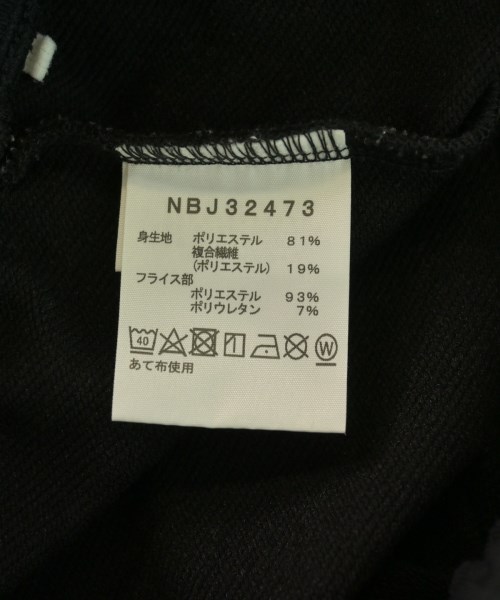 NBJ32473
身生地 ポリエステル 81%
複合繊維
(ポリエステル) 19%
フライス部
ポリエステル 93%
ポリウレタン 7%
40 W
あて布使用